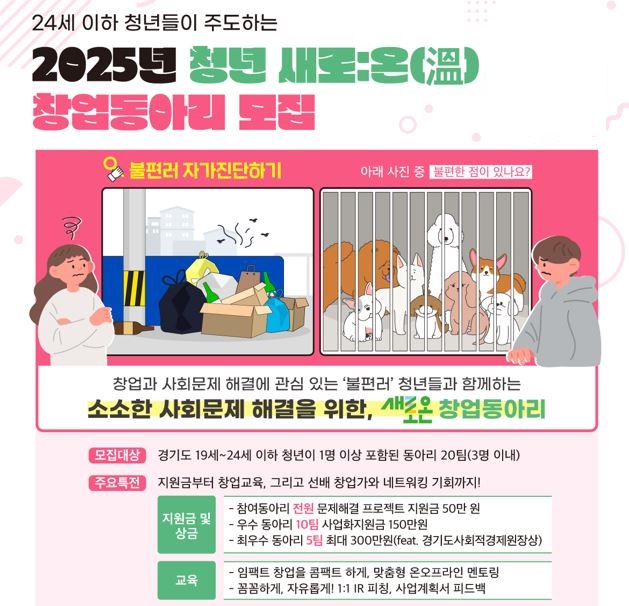 24세 이하 청년들이 주도하는
2025년 청년 새로:온(溫)
창업동아리 모집
불편러 자가진단하기
아래 사진 중 불편한 점이 있나요?
창업과 사회문제 해결에 관심 있는 ‘불편러’ 청년들과 함께하는
소소한 사회문제 해결을 위한, 새로온 창업동아리
모집대상 경기도 19세~24세 이하 청년이 1명 이상 포함된 동아리 20팀(3명 이내)
주요특전 지원금부터 창업교육, 그리고 선배 창업가와 네트워킹 기회까지!
지원금 및
상금
- 참여동아리 전원 문제해결 프로젝트 지원금 50만 원
- 우수 동아리 10팀 사업화지원금 150만원
- 최우수 동아리 5팀 최대 300만원(feat. 경기도사회적경제원장상)
교육
- 임팩트 창업을 콤팩트 하게, 맞춤형 온오프라인 멘토링
- 꼼꼼하게, 자유롭게! 1:1 IR 피칭, 사업계획서 피드백